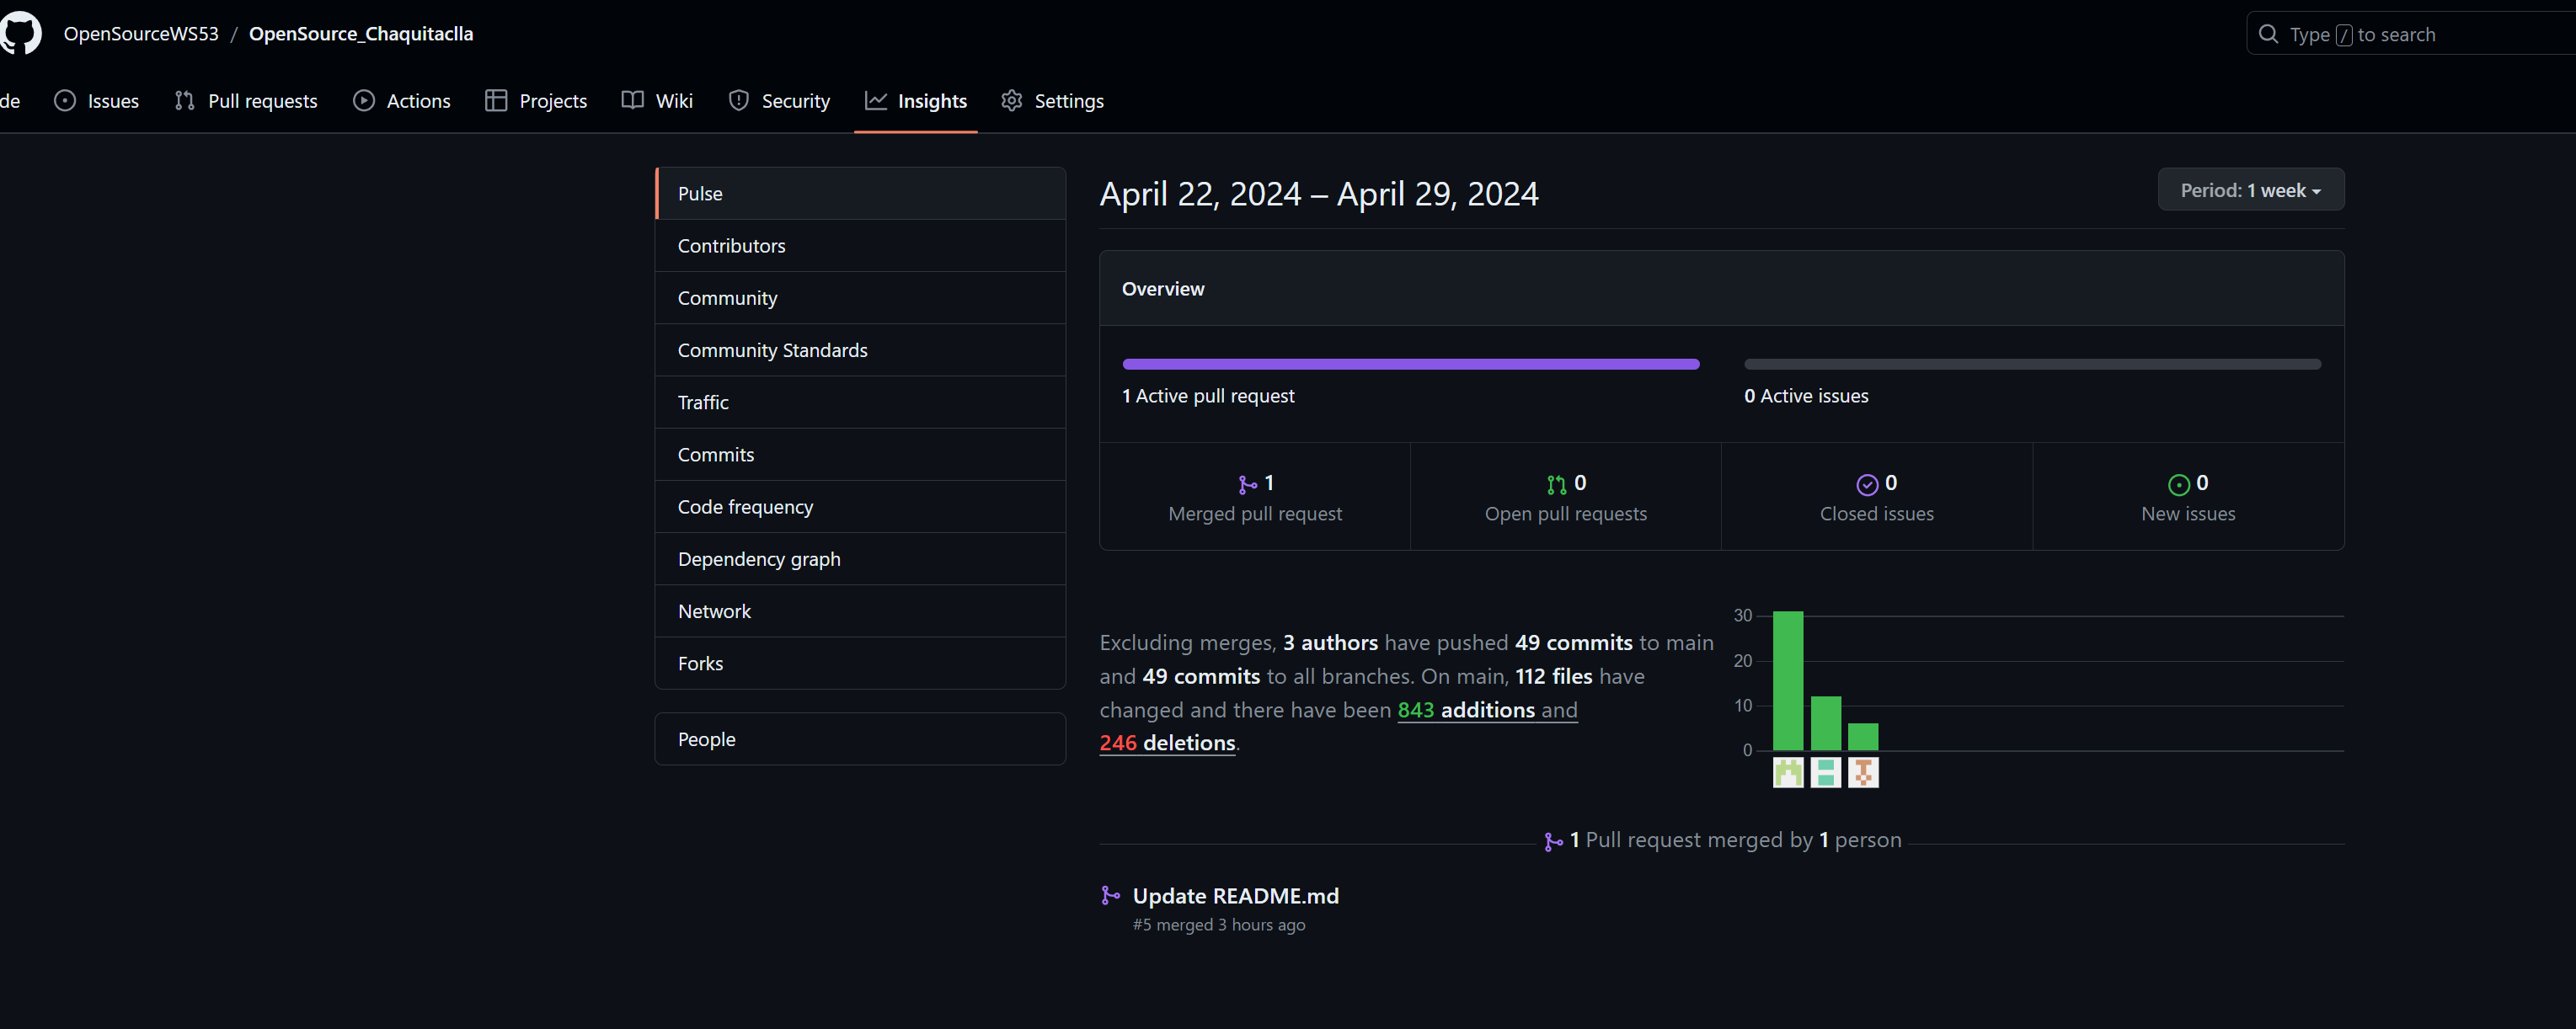 OpenSourceWS53 / OpenSource_Chaquitaclla
Type / to search
de Issues Pull requests Actions Projects Wiki Security Insights Settings
Pulse
Contributors
Community
Community Standards
Traffic
Commits
Code frequency
Dependency graph
Network
Forks
People
April 22, 2024 – April 29, 2024
Period: 1 week
Overview
1 Active pull request
0 Active issues
1
Merged pull request
0
Open pull requests
0
Closed issues
0
New issues
Excluding merges, 3 authors have pushed 49 commits to main
and 49 commits to all branches. On main, 112 files have
changed and there have been 843 additions and
246 deletions.
30
20
10
0
1 Pull request merged by 1 person
Update README.md
#5 merged 3 hours ago